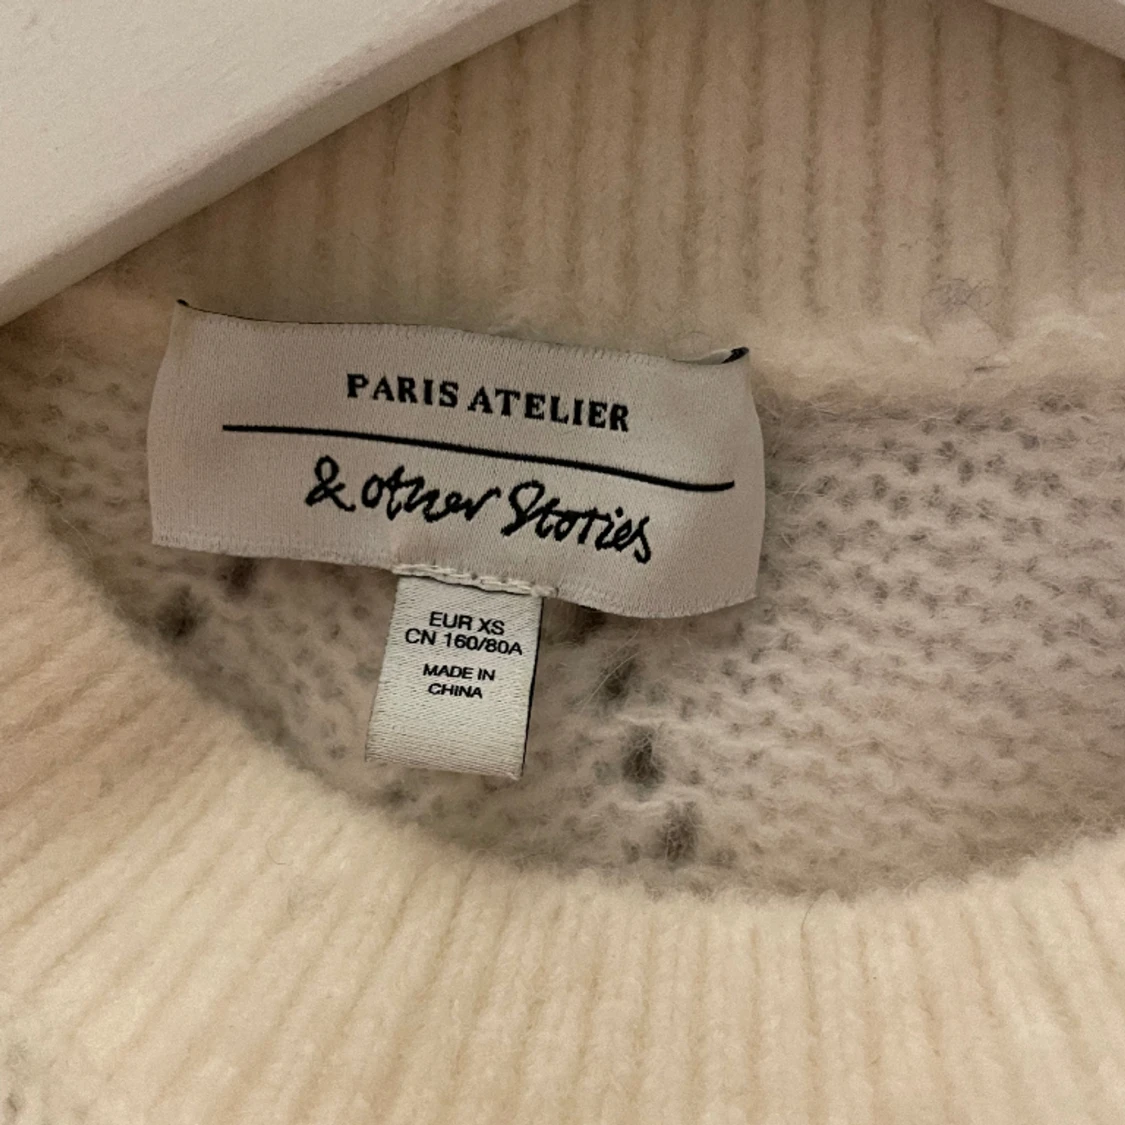 PARIS ATELIER
& other Stories
EUR XS
CN 160/80A
MADE IN
CHINA